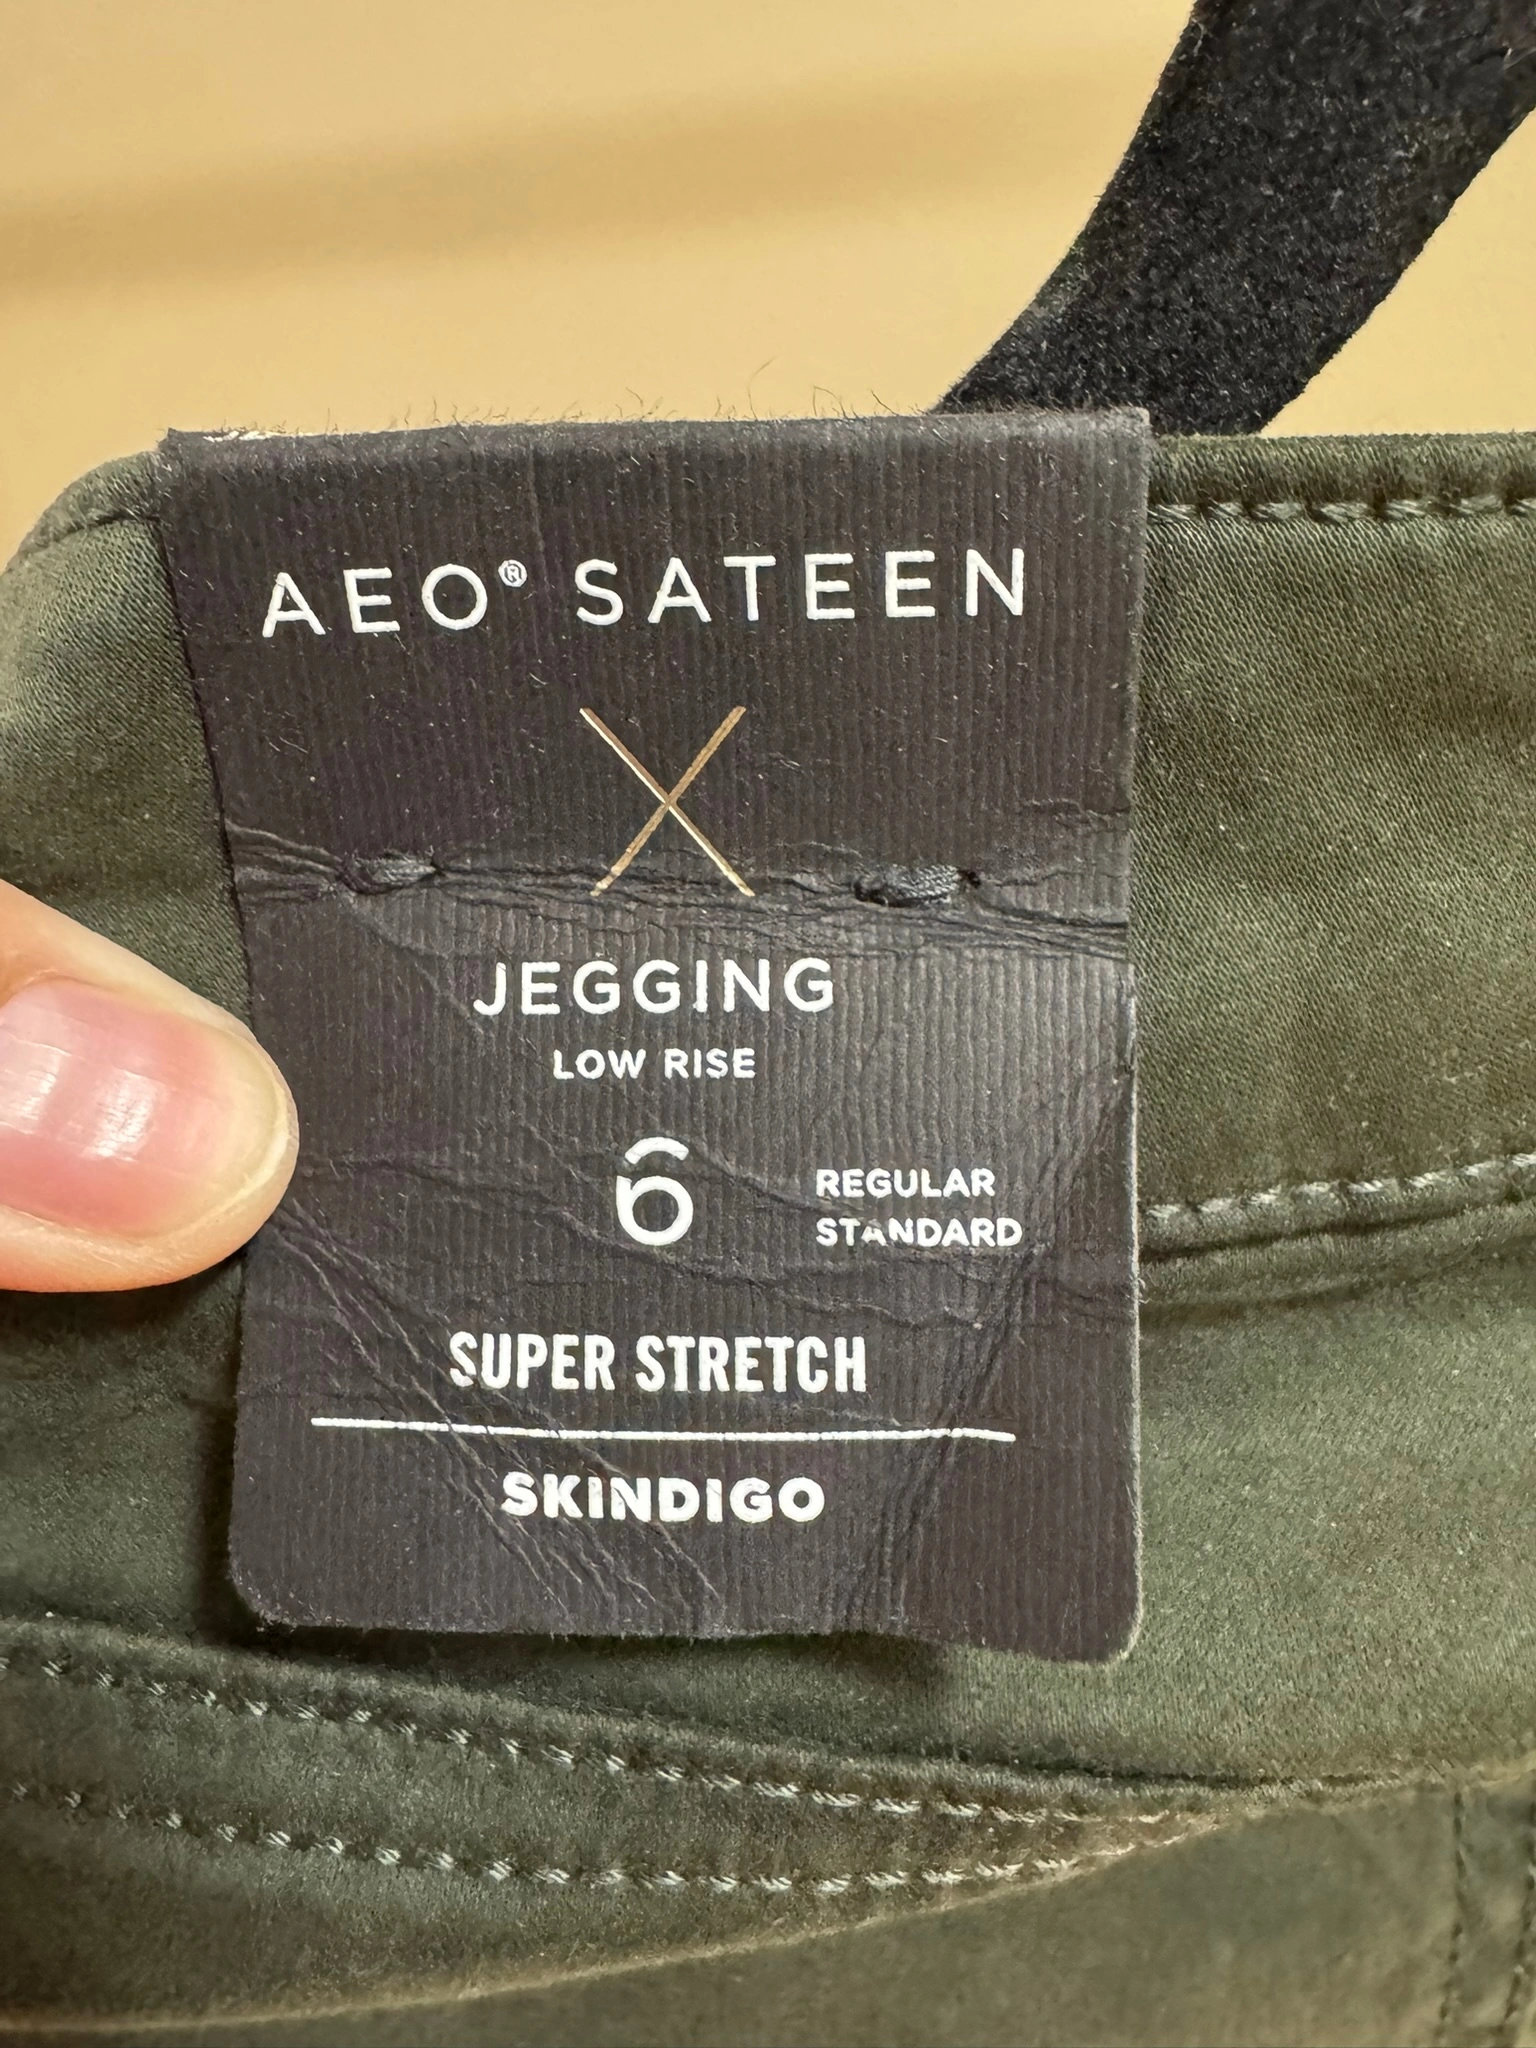 AEO® SATEEN
JEGGING
LOW RISE
6
REGULAR
STANDARD
SUPER STRETCH
SKINDIGO